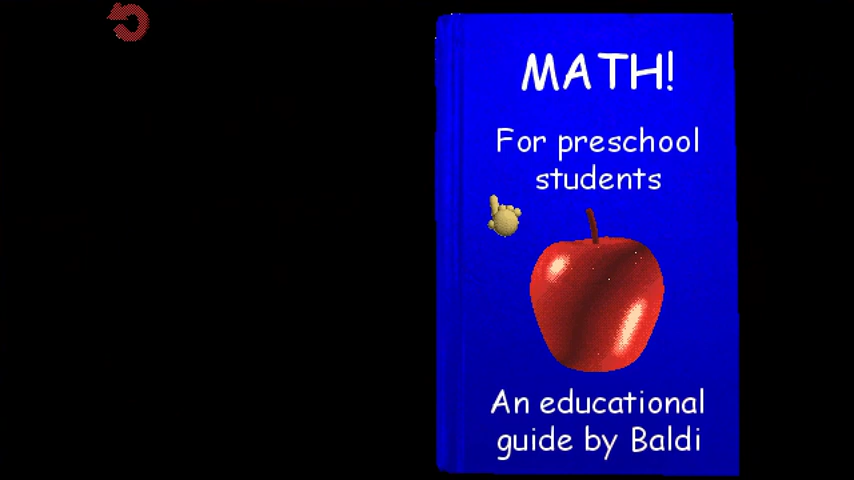 MATH!
For preschool
students
An educational
guide by Baldi